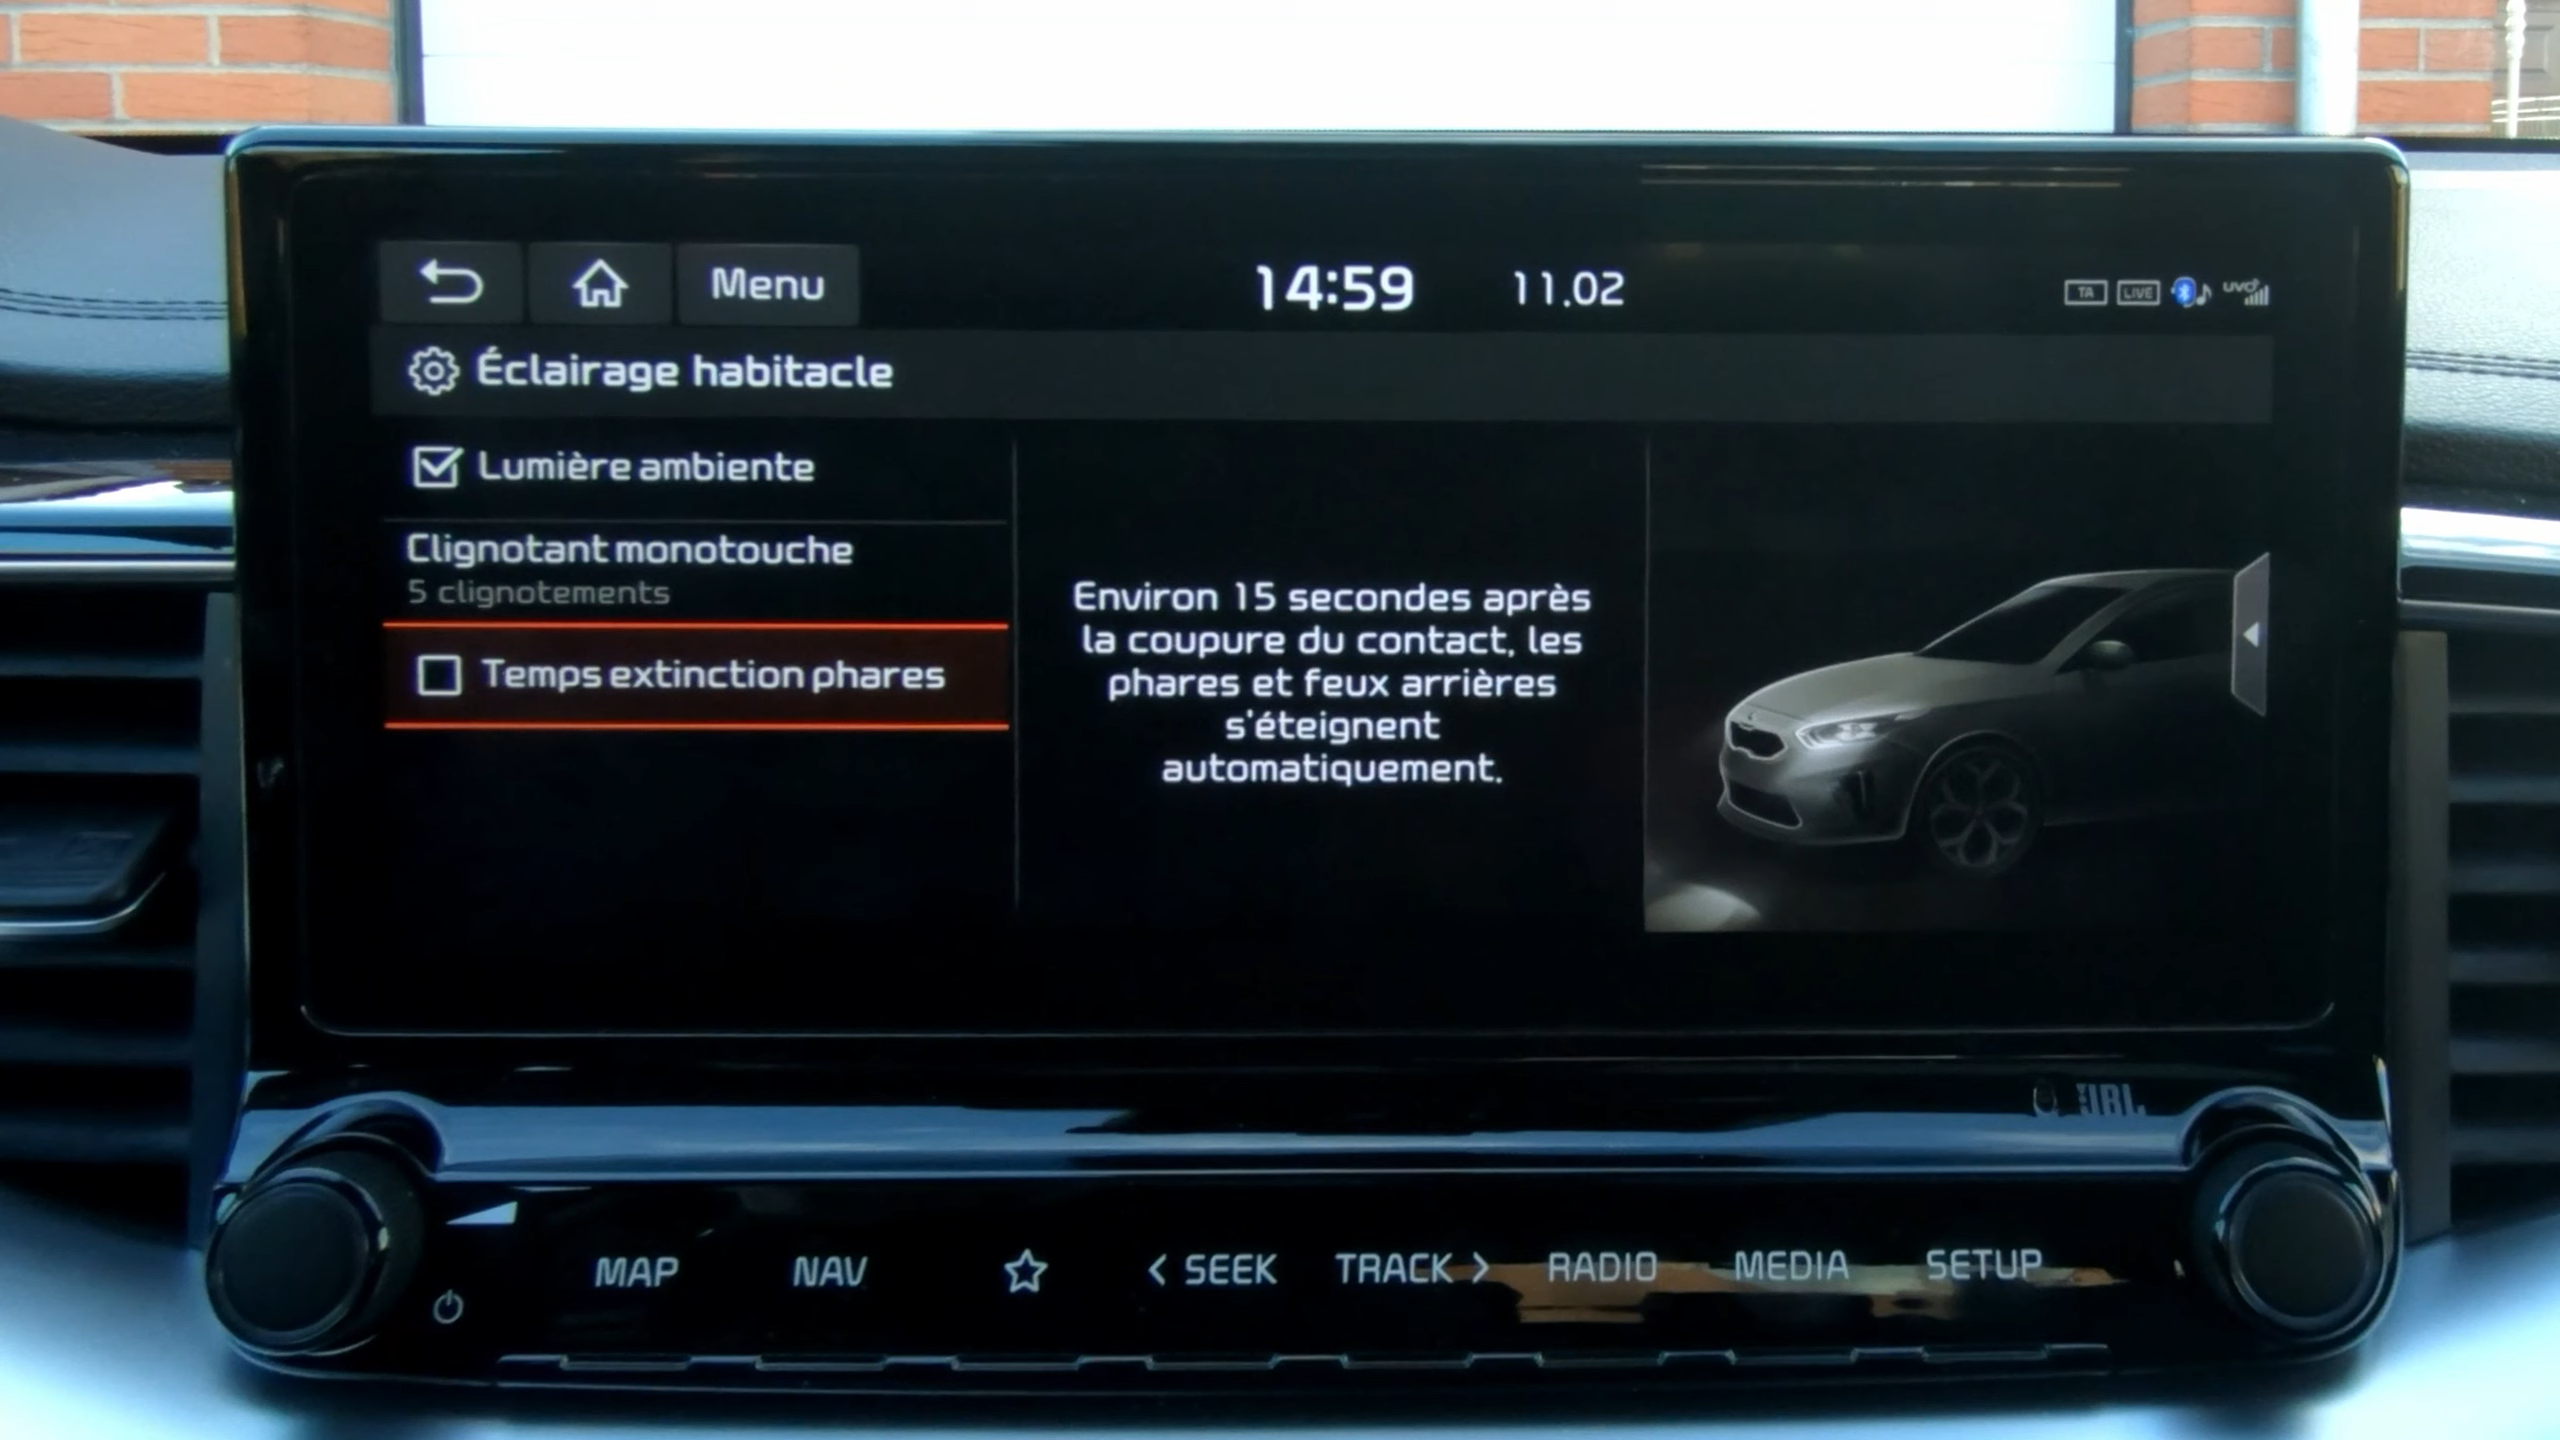 Menu
14:59 11.02
TA LIVE UVO
Éclairage habitacle
Lumière ambiente
Clignotant monotouche
5 clignotements
Temps extinction phares
Environ 15 secondes après
la coupure du contact, les
phares et feux arrières
s'éteignent
automatiquement.
JBL
MAP NAV < SEEK TRACK > RADIO MEDIA SETUP